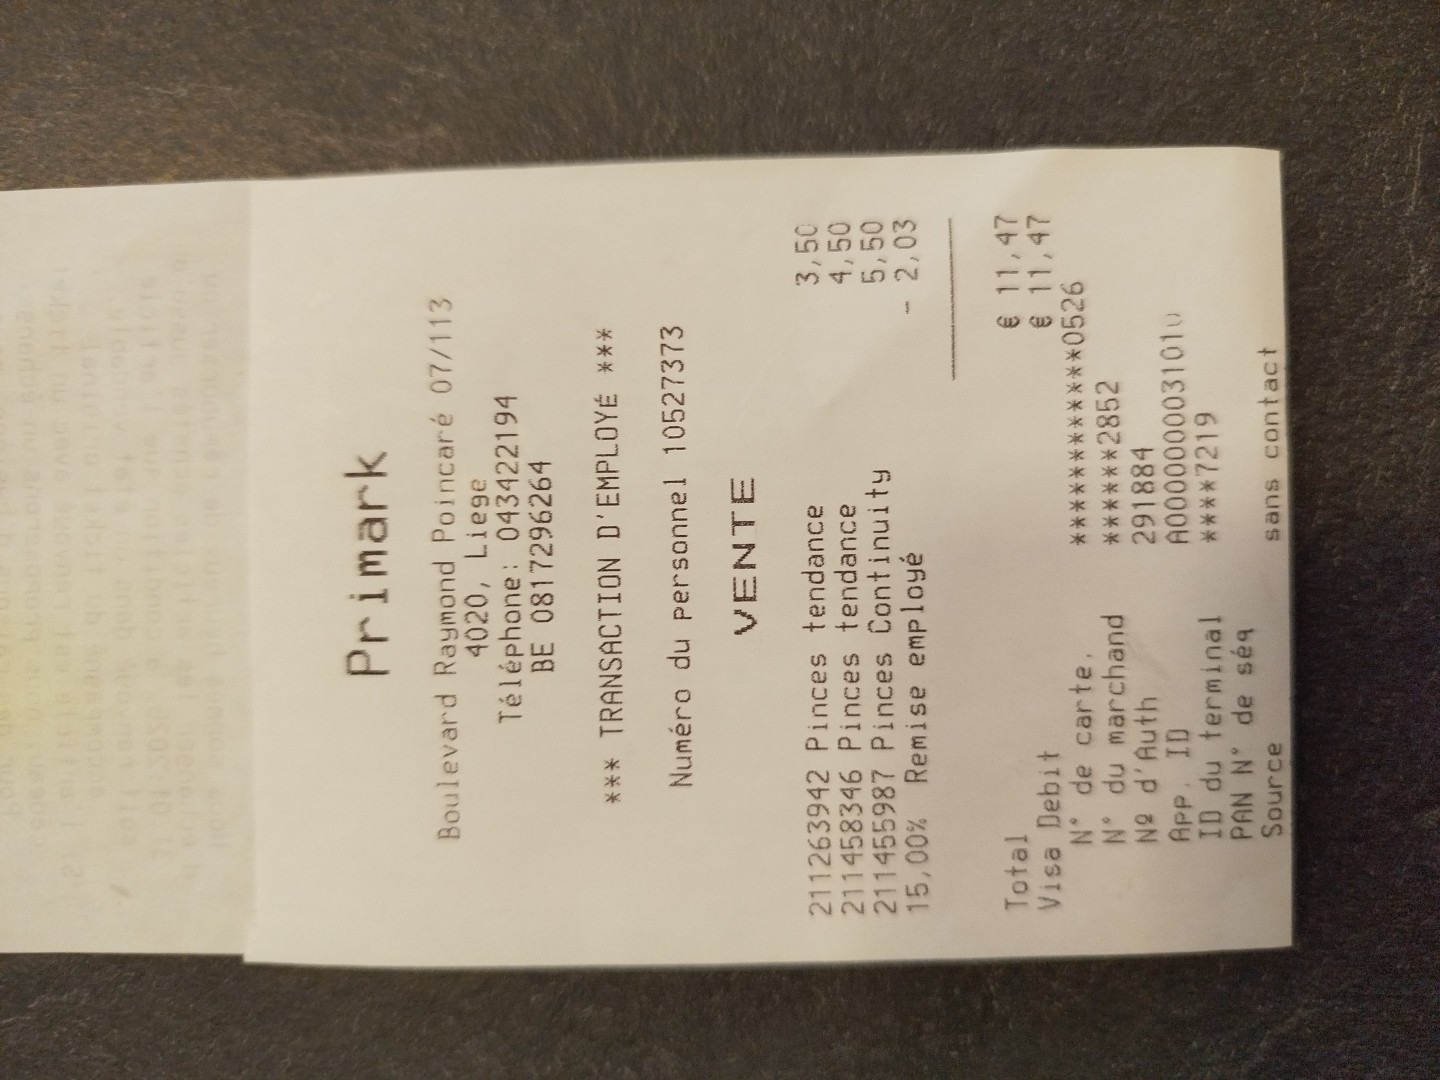 Primark
Boulevard Raymond Poincaré 07/113
4020, Liege
Téléphone: 043422194
BE 0817296264
*** TRANSACTION D'EMPLOYÉ ***
Numéro du personnel 10527373
VENTE
211263942 Pinces tendance 3,50
211458346 Pinces tendance 4,50
211455987 Pinces Continuity 5,50
15,00% Remise employé - 2,03
Total € 11,47
Visa Debit € 11,47
N° de carte. ************0526
N° du marchand ******2852
Nº d'Auth 291884
App. ID A0000000031010
ID du terminal ****7219
PAN N° de séq
Source sans contact